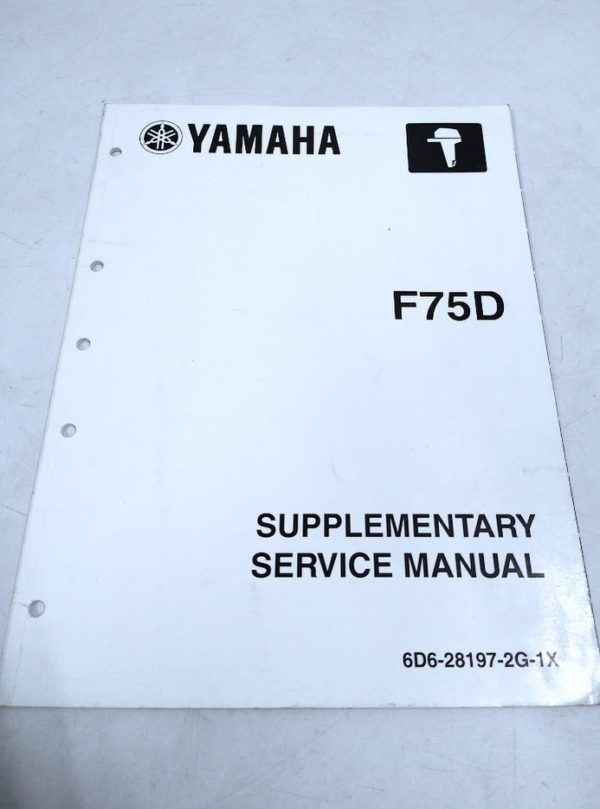 YAMAHA
F75D
SUPPLEMENTARY
SERVICE MANUAL
6D6-28197-2G-1X